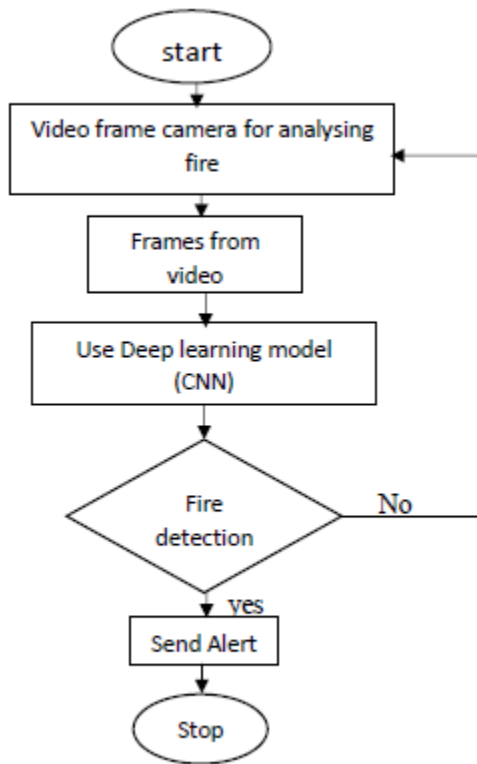 start
Video frame camera for analysing
fire
Frames from
video
Use Deep learning model
(CNN)
Fire
detection
No
yes
Send Alert
Stop